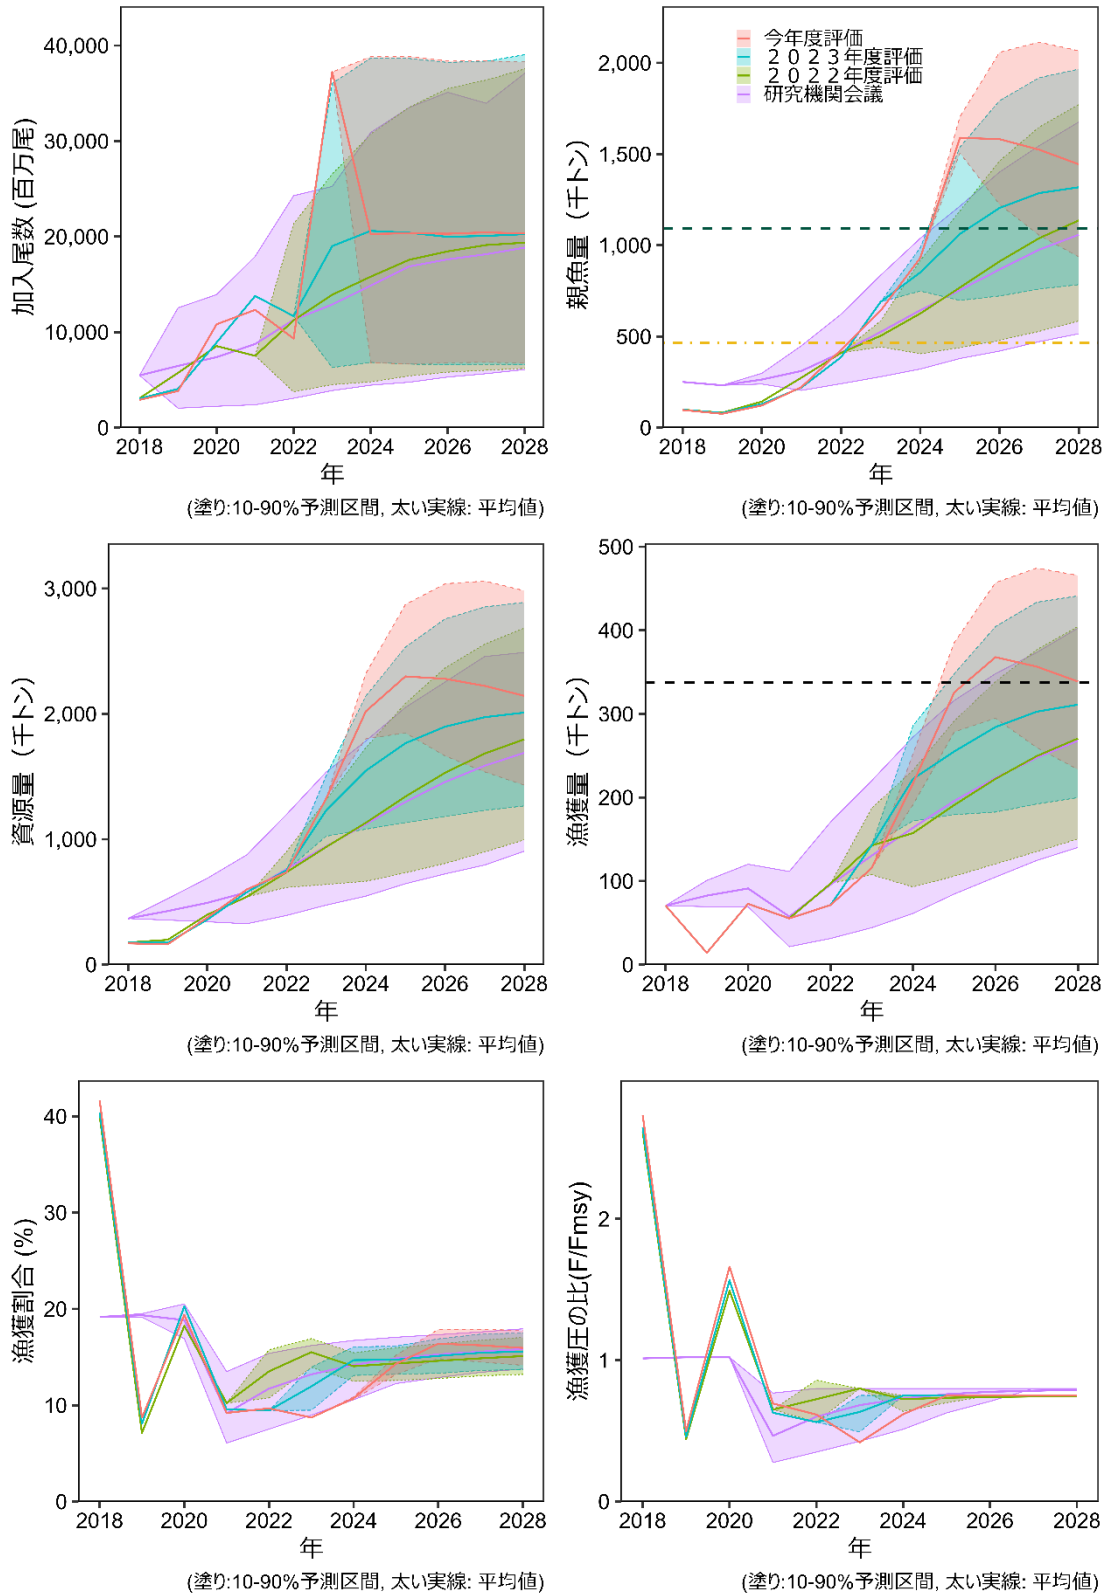 加入尾数 (百万尾)
40,000
30,000
20,000
10,000
0
2018 2020 2022 2024 2026 2028
年
(塗り:10-90%予測区間, 太い実線: 平均値)
親魚量 (千トン)
2,000
1,500
1,000
500
0
今年度評価
２０２３年度評価
２０２２年度評価
研究機関会議
2018 2020 2022 2024 2026 2028
年
(塗り:10-90%予測区間, 太い実線: 平均値)
資源量 (千トン)
3,000
2,000
1,000
0
2018 2020 2022 2024 2026 2028
年
(塗り:10-90%予測区間, 太い実線: 平均値)
漁獲量 (千トン)
500
400
300
200
100
0
2018 2020 2022 2024 2026 2028
年
(塗り:10-90%予測区間, 太い実線: 平均値)
漁獲割合 (%)
40
30
20
10
0
2018 2020 2022 2024 2026 2028
年
(塗り:10-90%予測区間, 太い実線: 平均値)
漁獲圧の比(F/Fmsy)
2
1
0
2018 2020 2022 2024 2026 2028
年
(塗り:10-90%予測区間, 太い実線: 平均値)